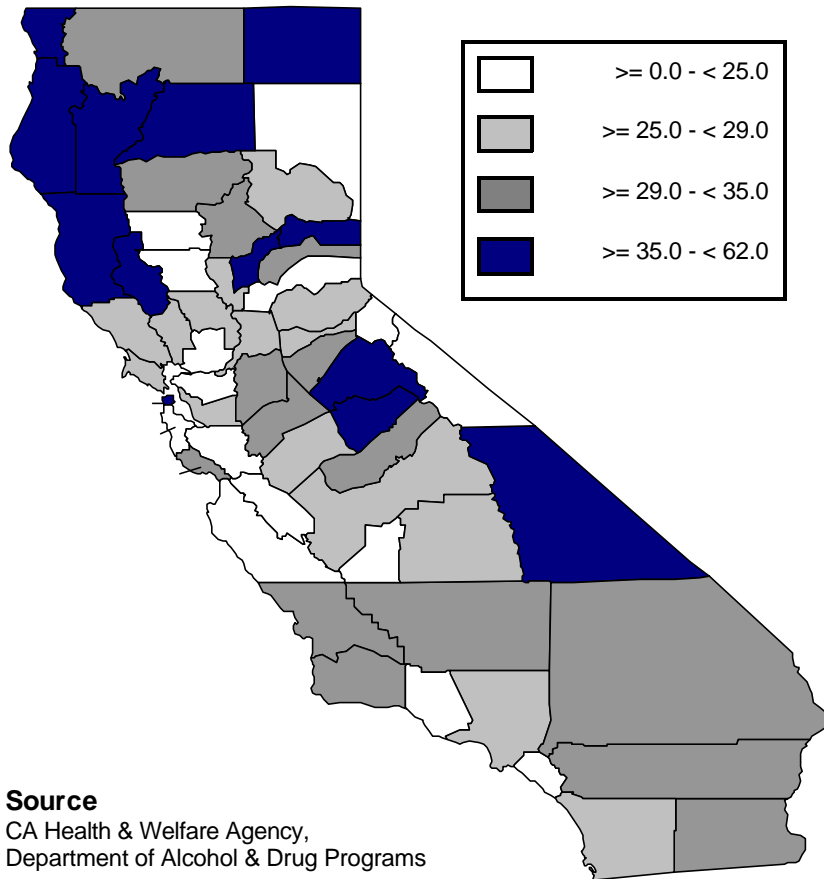 >= 0.0 - < 25.0
>= 25.0 - < 29.0
>= 29.0 - < 35.0
>= 35.0 - < 62.0
Source
CA Health & Welfare Agency,
Department of Alcohol & Drug Programs